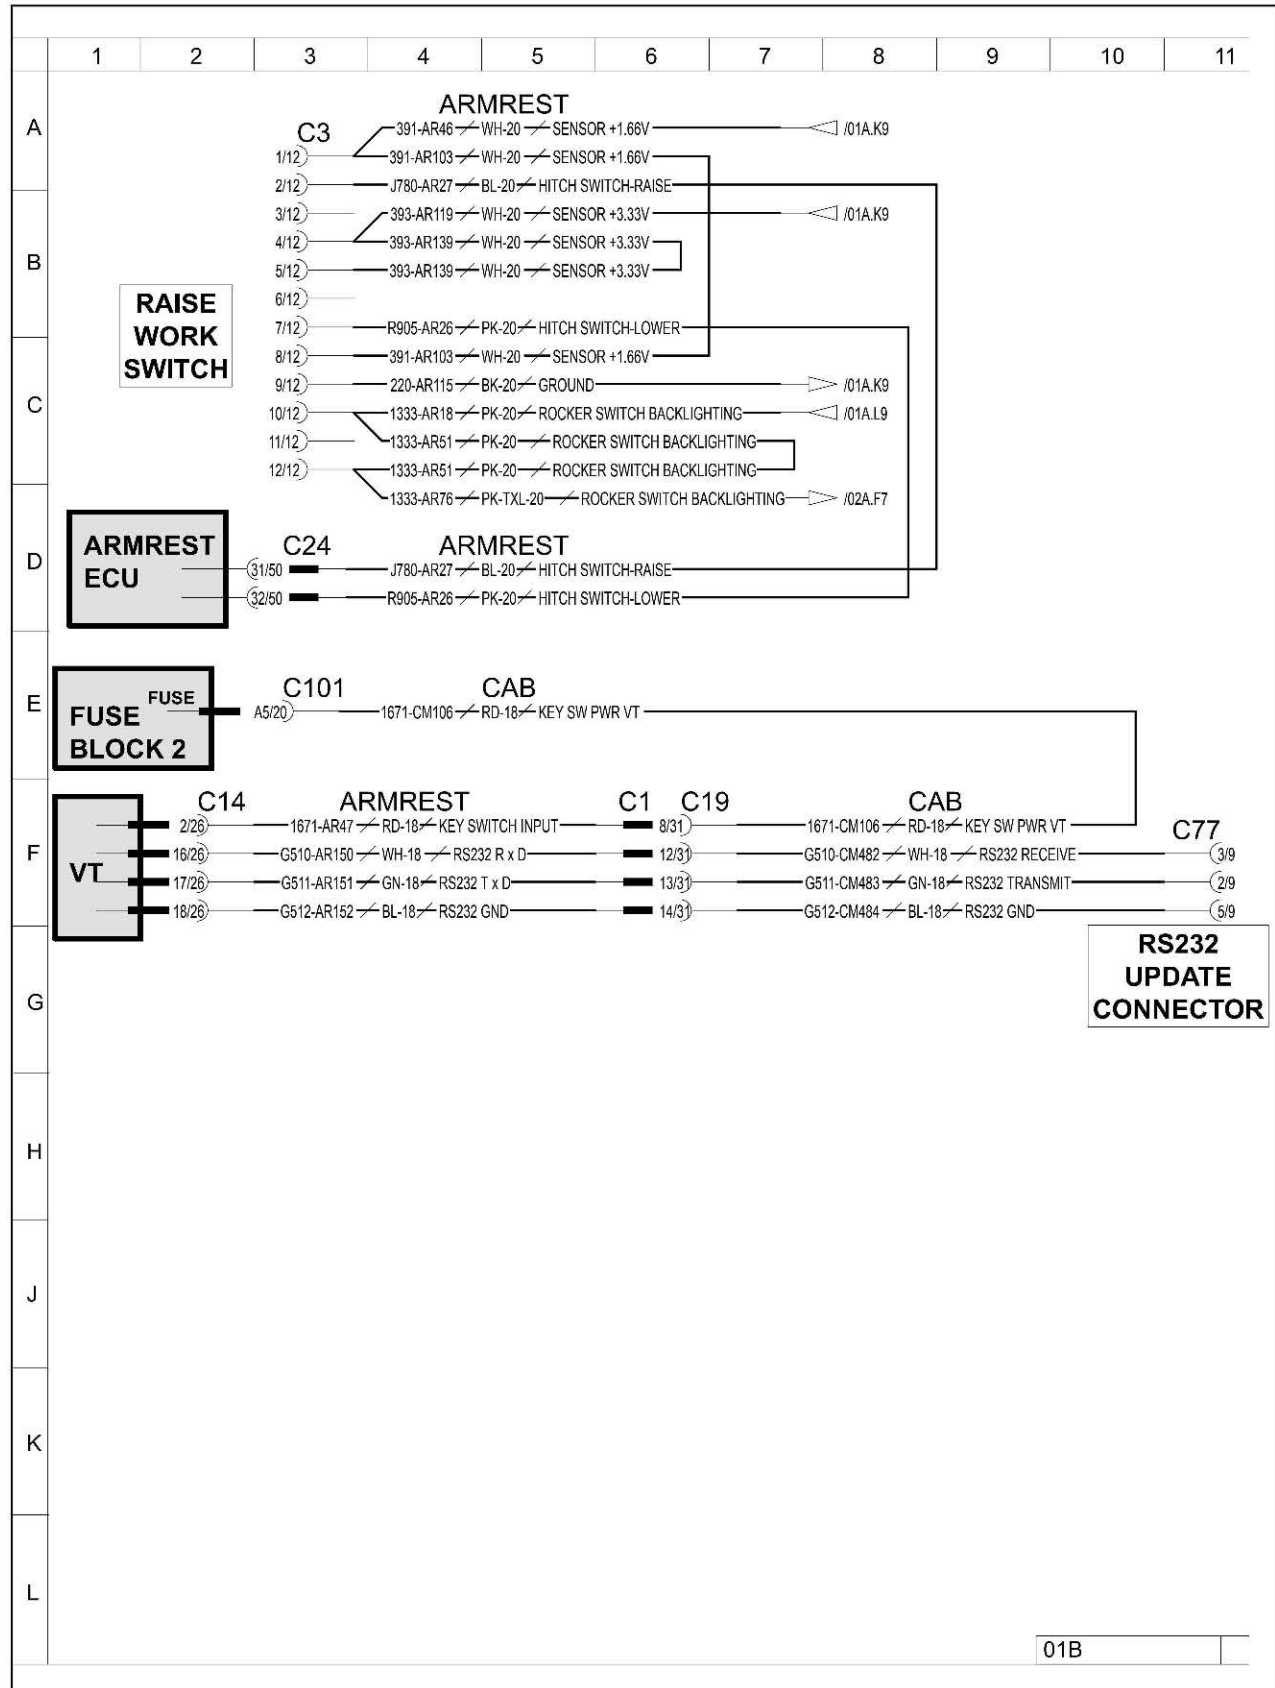 1 2 3 4 5 6 7 8 9 10 11
A
ARMREST
C3
391-AR46 WH-20 SENSOR +1.66V /01A.K9
1/12 391-AR103 WH-20 SENSOR +1.66V
2/12 J780-AR27 BL-20 HITCH SWITCH-RAISE
3/12 393-AR119 WH-20 SENSOR +3.33V /01A.K9
4/12 393-AR139 WH-20 SENSOR +3.33V
B
5/12 393-AR139 WH-20 SENSOR +3.33V
6/12
RAISE
WORK
SWITCH
7/12 R905-AR26 PK-20 HITCH SWITCH-LOWER
8/12 391-AR103 WH-20 SENSOR +1.66V
9/12 220-AR115 BK-20 GROUND /01A.K9
C
10/12 1333-AR18 PK-20 ROCKER SWITCH BACKLIGHTING /01A.L9
11/12 1333-AR51 PK-20 ROCKER SWITCH BACKLIGHTING
12/12 1333-AR51 PK-20 ROCKER SWITCH BACKLIGHTING
1333-AR76 PK-TXL-20 ROCKER SWITCH BACKLIGHTING /02A.F7
D
ARMREST
ECU
C24 ARMREST
31/50 J780-AR27 BL-20 HITCH SWITCH-RAISE
32/50 R905-AR26 PK-20 HITCH SWITCH-LOWER
E
FUSE
BLOCK 2
FUSE
C101 CAB
A5/20 1671-CM106 RD-18 KEY SW PWR VT
F
VT
C14 ARMREST C1 C19 CAB
2/26 1671-AR47 RD-18 KEY SWITCH INPUT 8/31 1671-CM106 RD-18 KEY SW PWR VT
C77
16/26 G510-AR150 WH-18 RS232 R x D 12/31 G510-CM482 WH-18 RS232 RECEIVE 3/9
17/26 G511-AR151 GN-18 RS232 T x D 13/31 G511-CM483 GN-18 RS232 TRANSMIT 2/9
18/26 G512-AR152 BL-18 RS232 GND 14/31 G512-CM484 BL-18 RS232 GND 5/9
RS232
UPDATE
CONNECTOR
G
H
J
K
L
01B